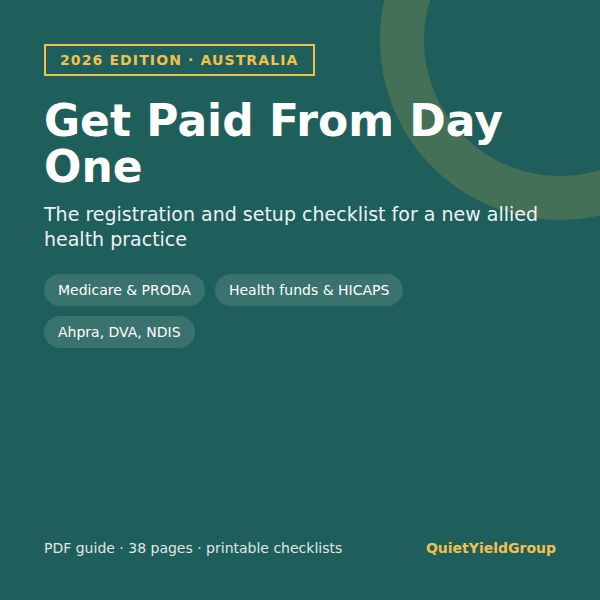 2026 EDITION · AUSTRALIA
Get Paid From Day
One
The registration and setup checklist for a new allied
health practice
Medicare & PRODA
Health funds & HICAPS
Ahpra, DVA, NDIS
PDF guide · 38 pages · printable checklists
QuietYieldGroup